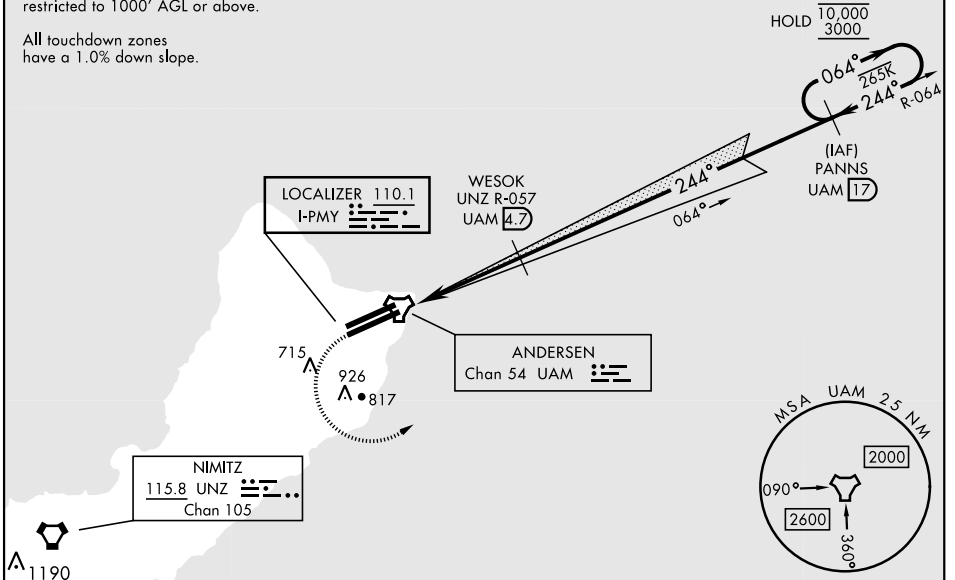 restricted to 1000’ AGL or above.
All touchdown zones
have a 1.0% down slope.
HOLD 10,000
3000
064°
265K
244°
R-064
(IAF)
PANNS
UAM 17
LOCALIZER 110.1
I-PMY
WESOK
UNZ R-057
UAM 4.7
244°
064°
715
926
817
ANDERSEN
Chan 54 UAM
NIMITZ
115.8 UNZ
Chan 105
1190
MSA UAM 25 NM
2000
090°
2600
360°